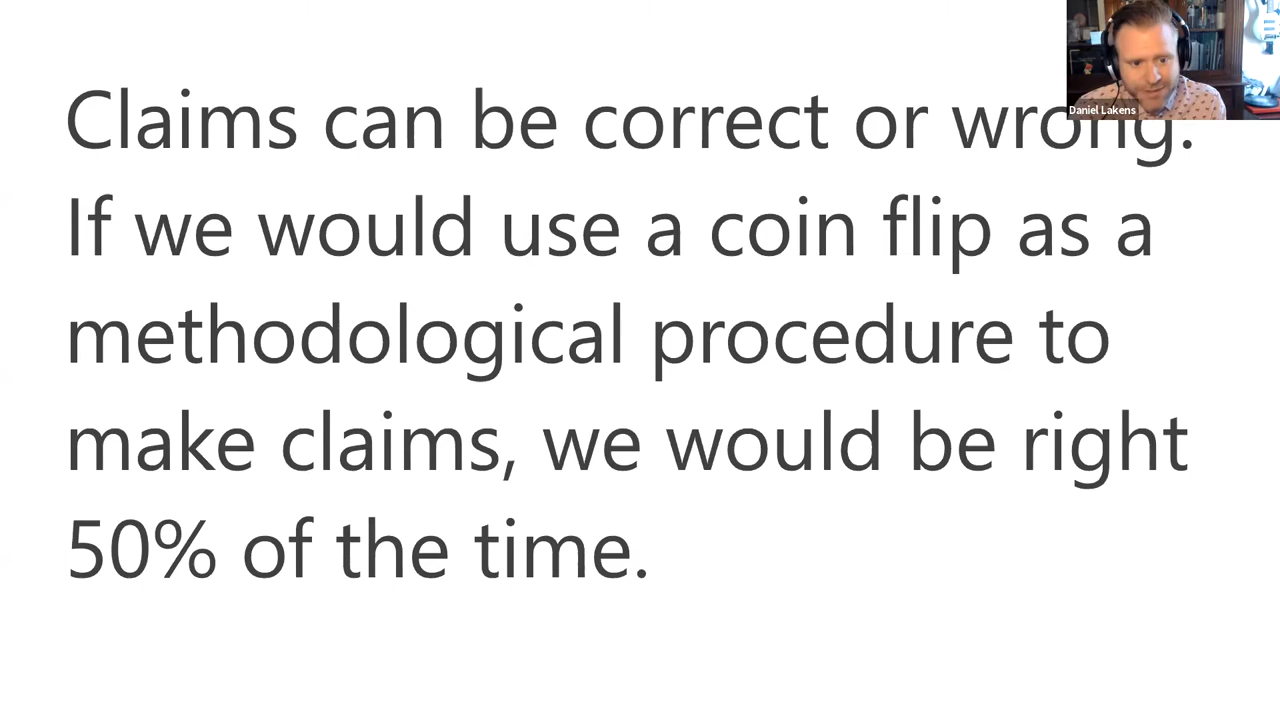 Claims can be correct or wrong.
If we would use a coin flip as a
methodological procedure to
make claims, we would be right
50% of the time.
Daniel Lakens